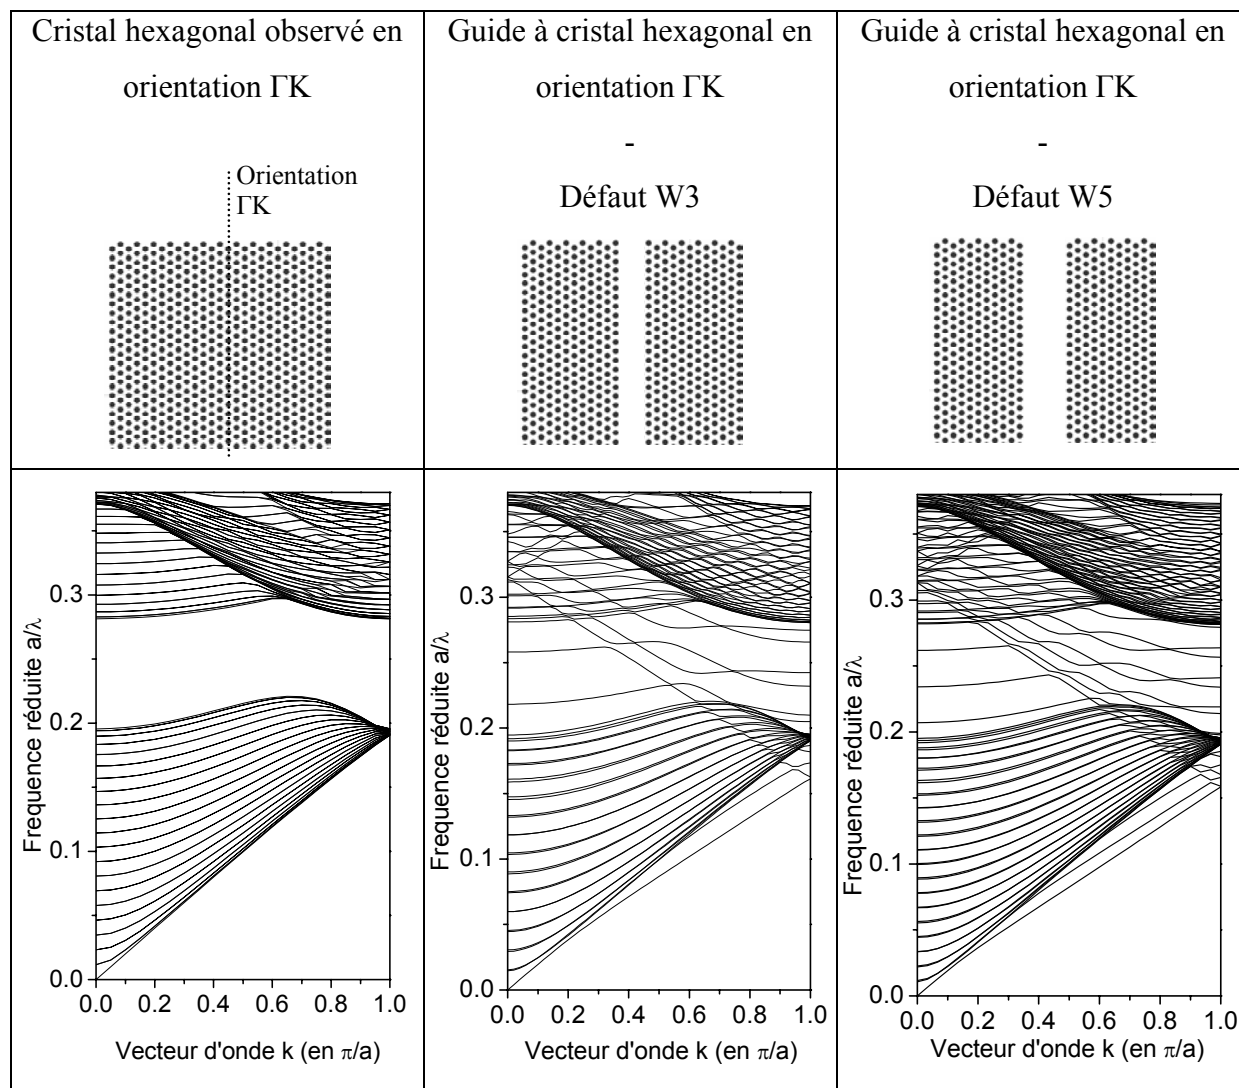 Cristal hexagonal observé en
orientation ΓK
Orientation
ΓK
Guide à cristal hexagonal en
orientation ΓK
-
Défaut W3
Guide à cristal hexagonal en
orientation ΓK
-
Défaut W5
Frequence réduite a/λ
0.3
0.2
0.1
0.0
0.0 0.2 0.4 0.6 0.8 1.0
Vecteur d'onde k (en π/a)
Frequence réduite a/λ
0.3
0.2
0.1
0.0
0.0 0.2 0.4 0.6 0.8 1.0
Vecteur d'onde k (en π/a)
Frequence réduite a/λ
0.3
0.2
0.1
0.0
0.0 0.2 0.4 0.6 0.8 1.0
Vecteur d'onde k (en π/a)